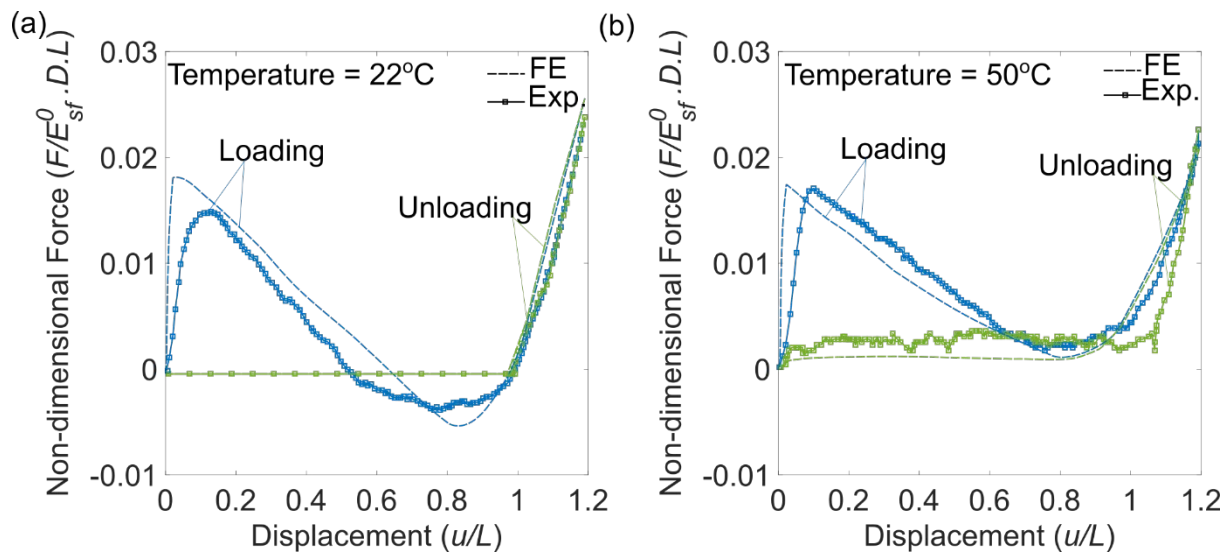 (a)
Temperature = 22°C
FE
Exp.
Loading
Unloading
0.03
0.02
0.01
0
-0.01
0 0.2 0.4 0.6 0.8 1 1.2
Non-dimensional Force (F/E⁰sf .D.L)
Displacement (u/L)
(b)
Temperature = 50°C
FE
Exp.
Loading
Unloading
0.03
0.02
0.01
0
-0.01
0 0.2 0.4 0.6 0.8 1 1.2
Non-dimensional Force (F/E⁰sf .D.L)
Displacement (u/L)